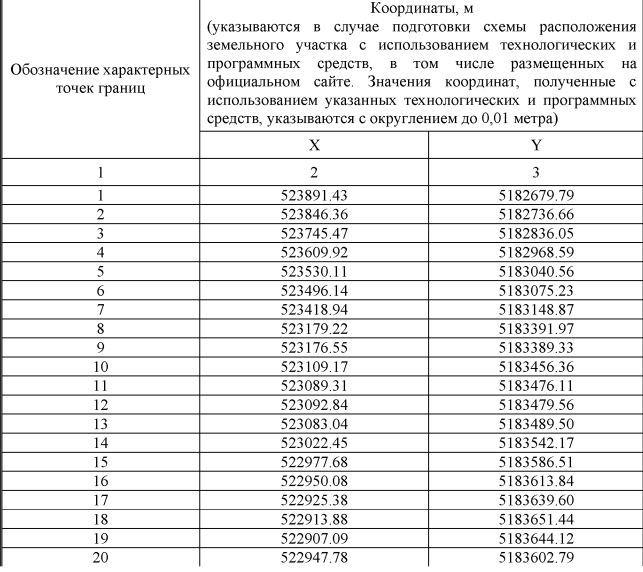 Обозначение характерных точек границ
Координаты, м
(указываются в случае подготовки схемы расположения
земельного участка с использованием технологических и
программных средств, в том числе размещенных на
официальном сайте. Значения координат, полученные с
использованием указанных технологических и программных
средств, указываются с округлением до 0,01 метра)
X Y
1 2 3
1 523891.43 5182679.79
2 523846.36 5182736.66
3 523745.47 5182836.05
4 523609.92 5182968.59
5 523530.11 5183040.56
6 523496.14 5183075.23
7 523418.94 5183148.87
8 523179.22 5183391.97
9 523176.55 5183389.33
10 523109.17 5183456.36
11 523089.31 5183476.11
12 523092.84 5183479.56
13 523083.04 5183489.50
14 523022.45 5183542.17
15 522977.68 5183586.51
16 522950.08 5183613.84
17 522925.38 5183639.60
18 522913.88 5183651.44
19 522907.09 5183644.12
20 522947.78 5183602.79